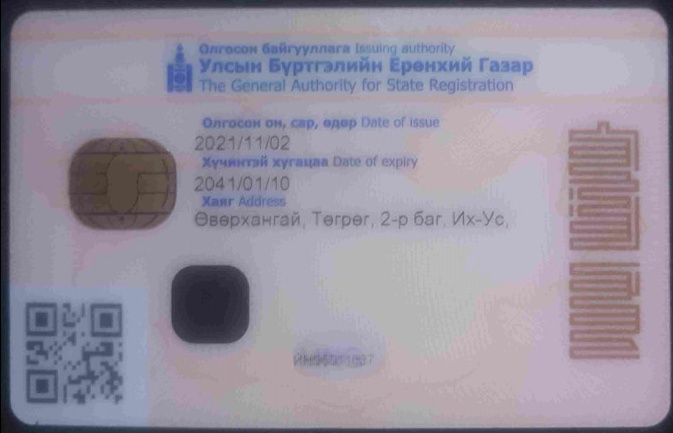 Олгосон байгууллага Issuing authority
Улсын Бүртгэлийн Ерөнхий Газар
The General Authority for State Registration
Олгосон он, сар, өдөр Date of issue
2021/11/02
Хүчинтэй хугацаа Date of expiry
2041/01/10
Хаяг Address
Өвөрхангай, Төгрөг, 2-р баг, Их-Ус,